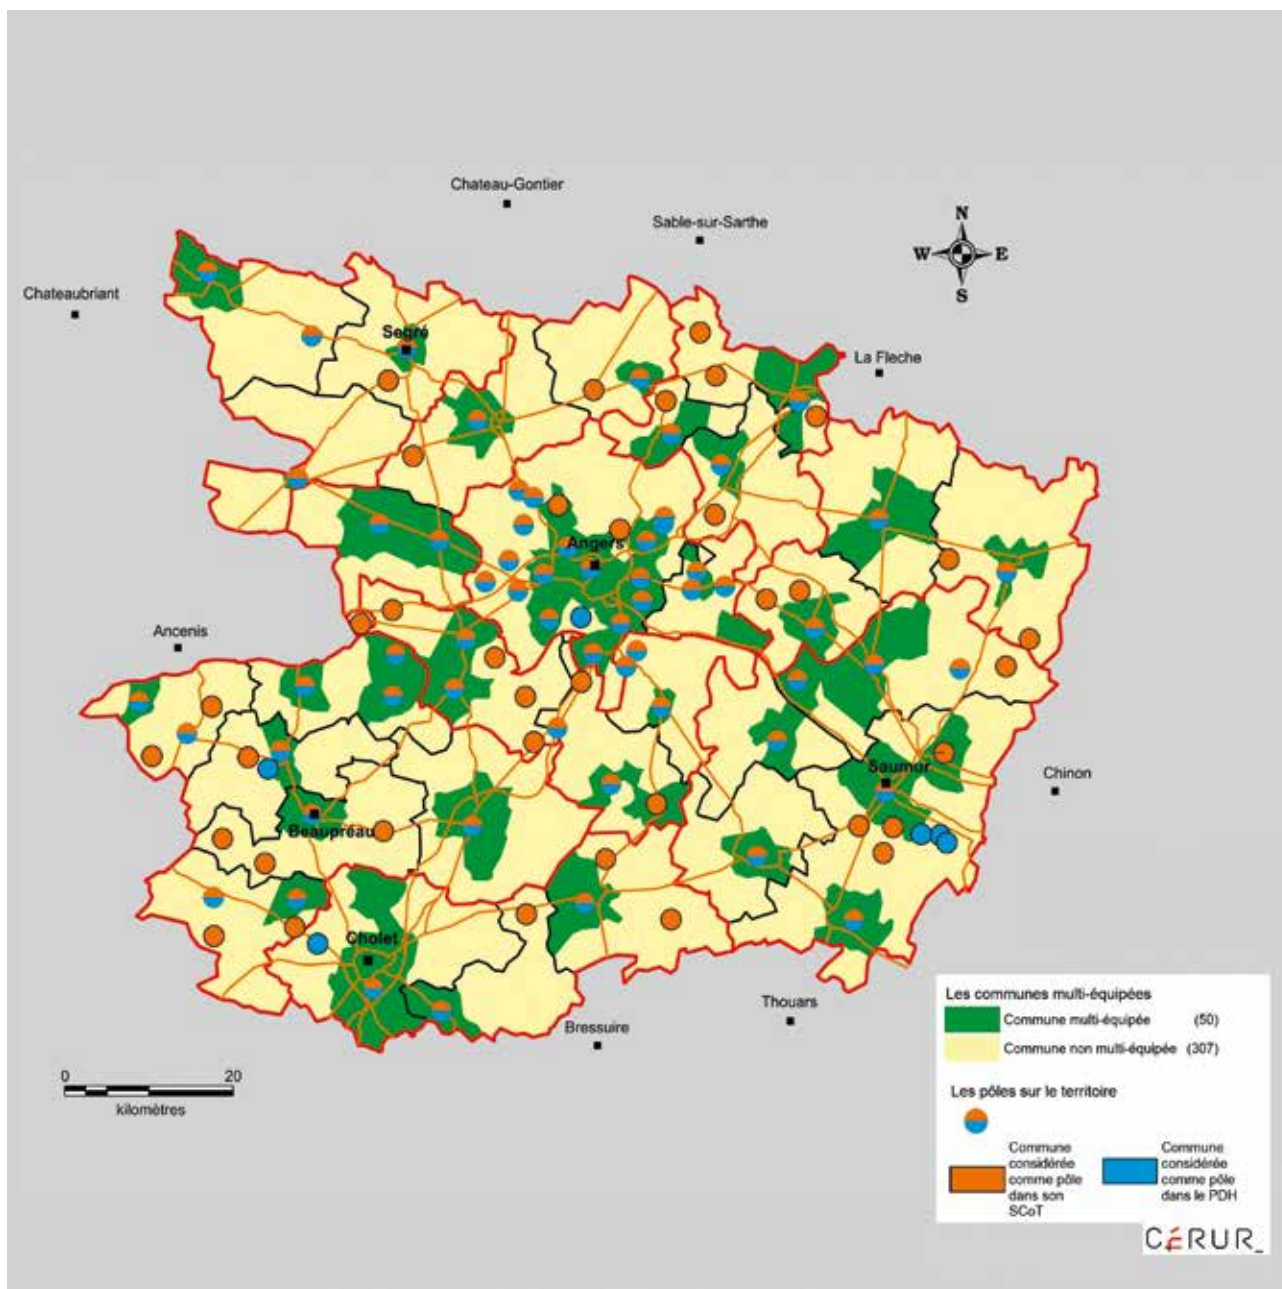 Chateau-Gontier
Sable-sur-Sarthe
N
W E
S
Chateaubriant
Segré
La Fleche
Angers
Ancenis
Saumur
Chinon
Beaupréau
Cholet
Thouars
Bressuire
0 20
kilomètres
Les communes multi-équipées
Commune multi-équipée (50)
Commune non multi-équipée (307)
Les pôles sur le territoire
Commune
considérée
comme pôle
dans son
SCoT
Commune
considérée
comme pôle
dans le PDH
CÉRUR_